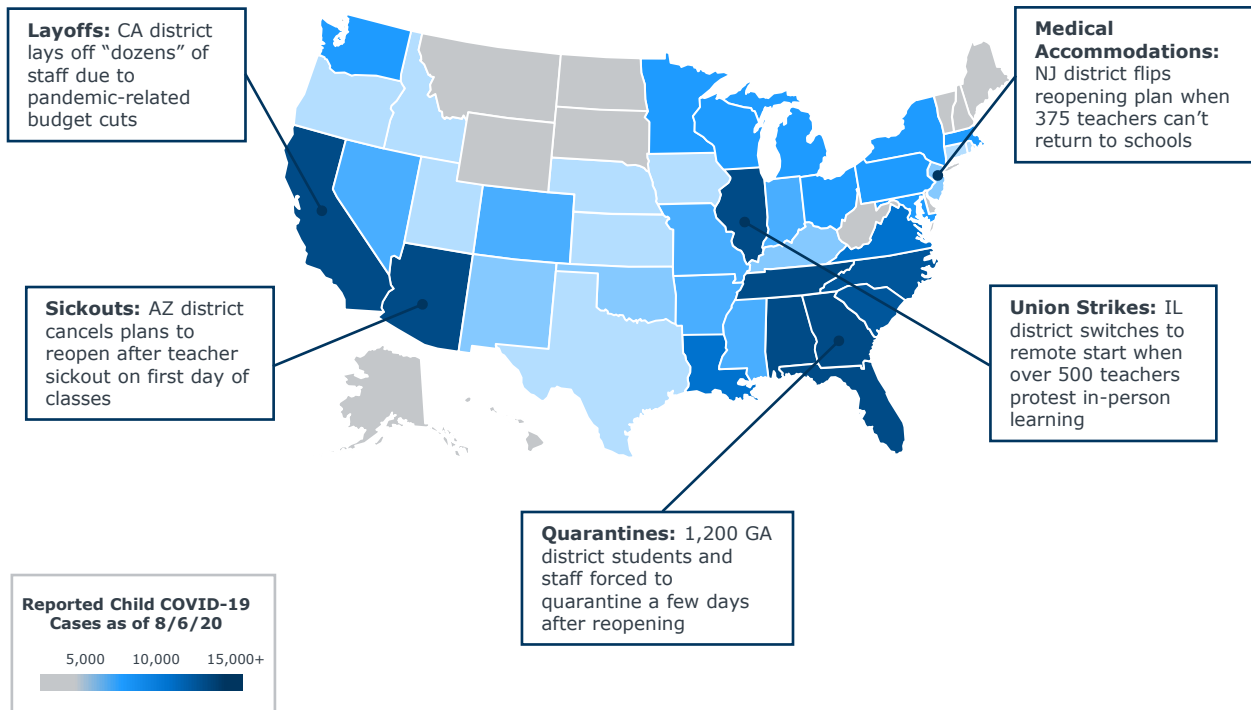 Layoffs: CA district
lays off “dozens” of
staff due to
pandemic-related
budget cuts
Medical
Accommodations:
NJ district flips
reopening plan when
375 teachers can’t
return to schools
Sickouts: AZ district
cancels plans to
reopen after teacher
sickout on first day of
classes
Union Strikes: IL
district switches to
remote start when
over 500 teachers
protest in-person
learning
Quarantines: 1,200 GA
district students and
staff forced to
quarantine a few days
after reopening
Reported Child COVID-19
Cases as of 8/6/20
5,000 10,000 15,000+